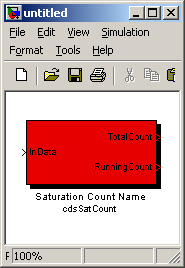 untitled
File Edit View Simulation
Format Tools Help
TotalCount
InData
RunningCount
Saturation Count Name
cdsSatCount
F 100%